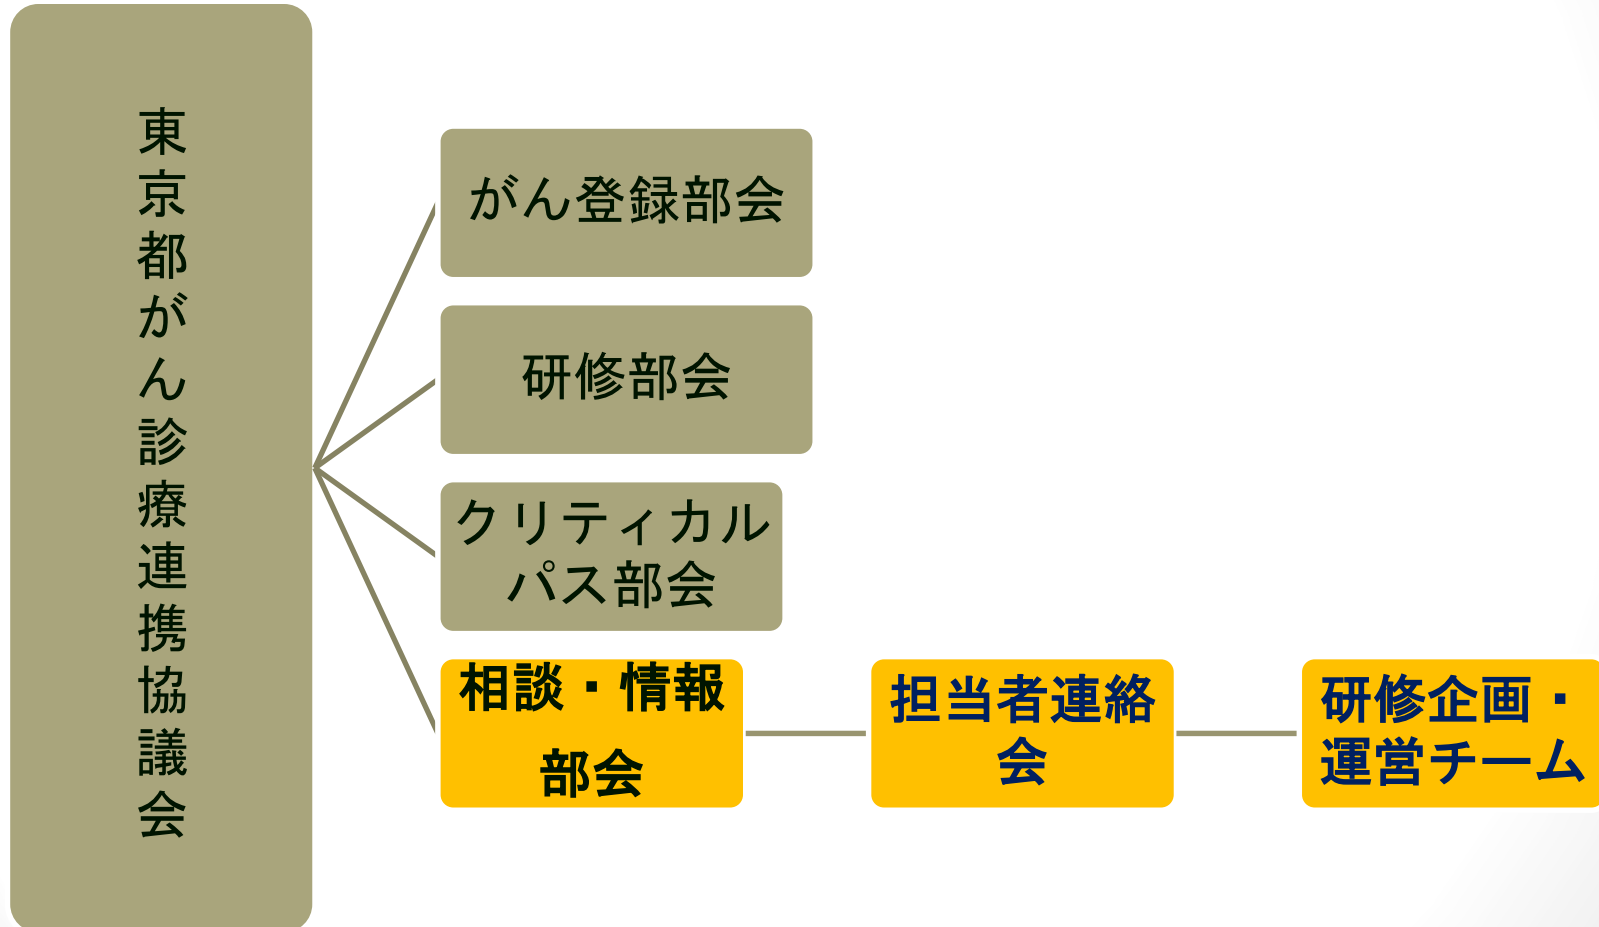 東京都がん診療連携協議会
がん登録部会
研修部会
クリティカル
パス部会
相談・情報
部会
担当者連絡
会
研修企画・
運営チーム